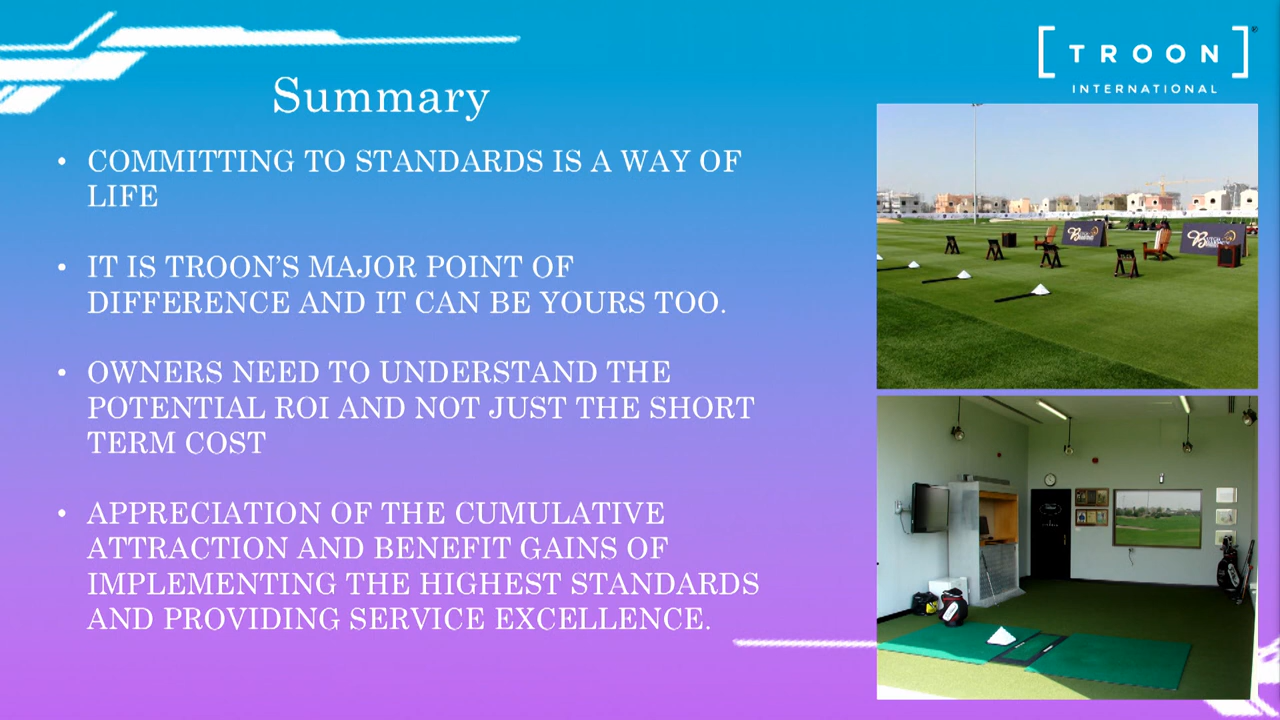 [ TROON ]®
INTERNATIONAL
Summary
• COMMITTING TO STANDARDS IS A WAY OF
LIFE
• IT IS TROON’S MAJOR POINT OF
DIFFERENCE AND IT CAN BE YOURS TOO.
• OWNERS NEED TO UNDERSTAND THE
POTENTIAL ROI AND NOT JUST THE SHORT
TERM COST
• APPRECIATION OF THE CUMULATIVE
ATTRACTION AND BENEFIT GAINS OF
IMPLEMENTING THE HIGHEST STANDARDS
AND PROVIDING SERVICE EXCELLENCE.